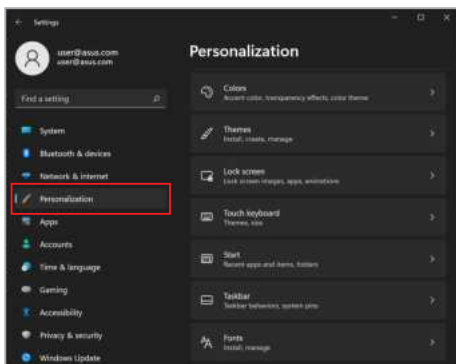 Settings
user@asus.com
user@asus.com
Find a setting
System
Bluetooth & devices
Network & internet
Personalization
Apps
Accounts
Time & language
Gaming
Accessibility
Privacy & security
Windows Update
Personalization
Colors
Accent color, transparency effects, color theme
Themes
Install, create, manage
Lock screen
Lock screen images, apps, animations
Touch keyboard
Themes, size
Start
Recent apps and items, folders
Taskbar
Taskbar behaviors, system pins
Fonts
Install, manage